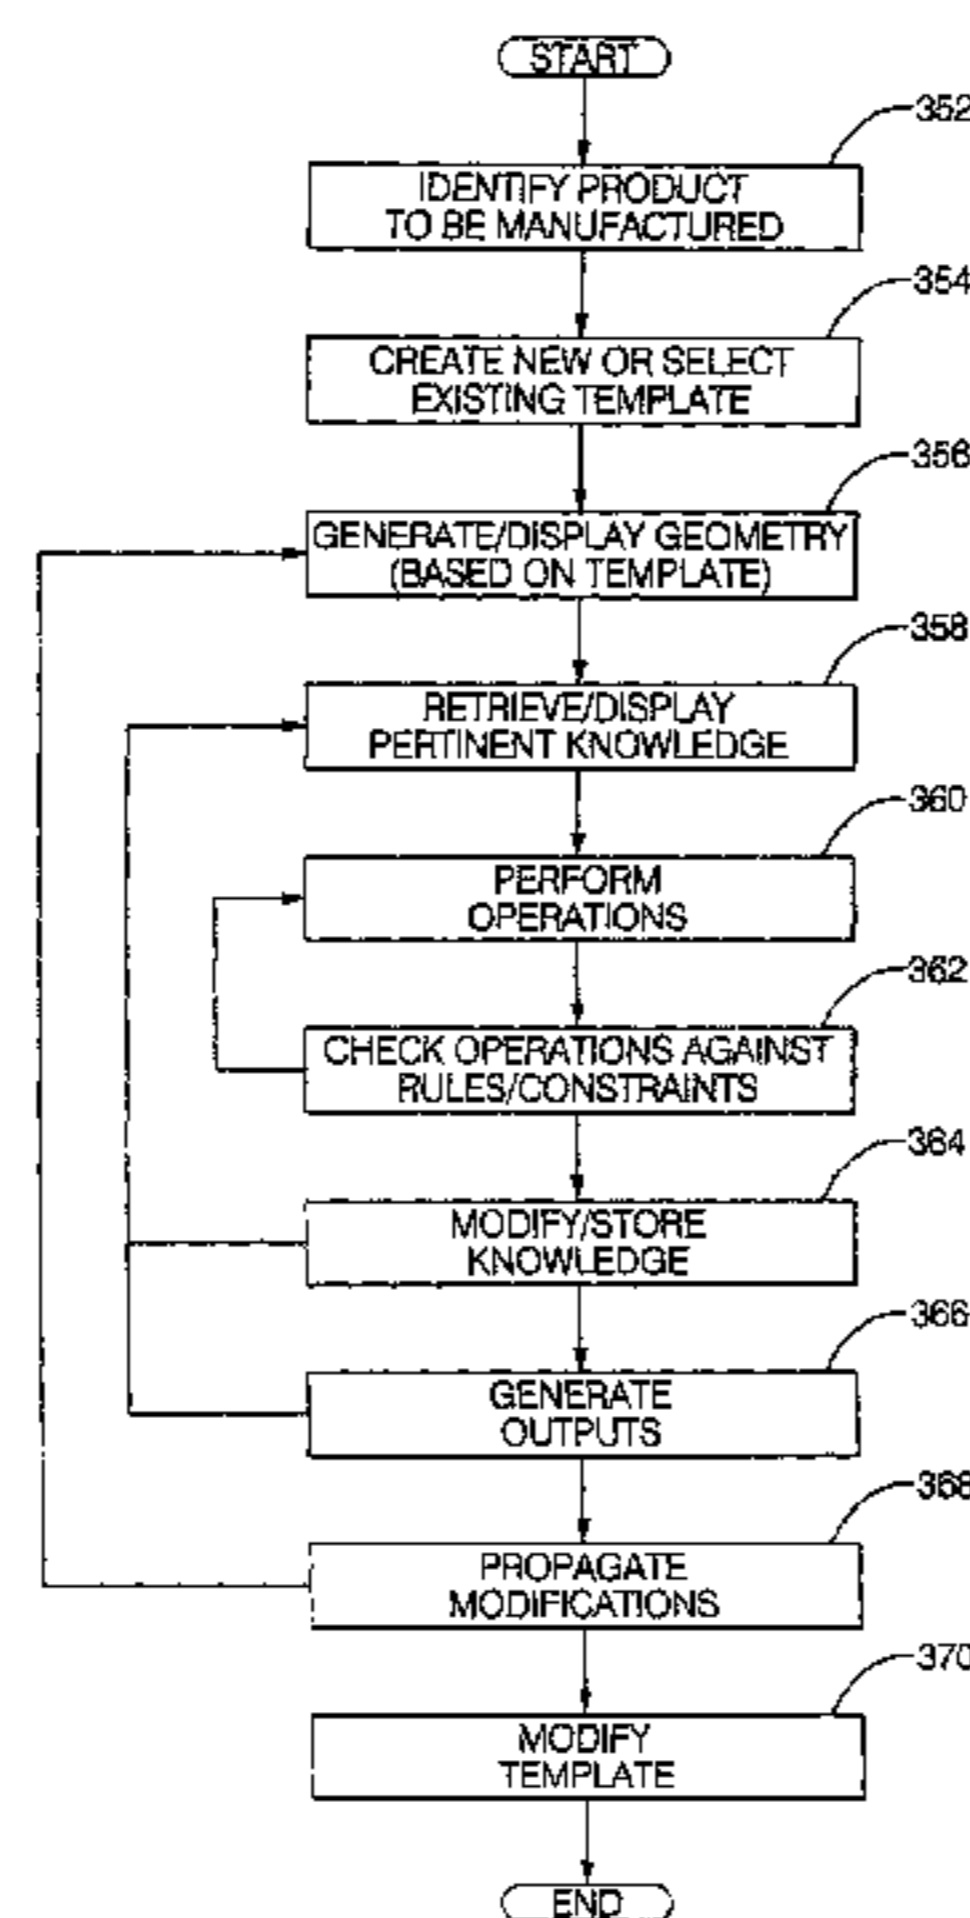 START
352
IDENTIFY PRODUCT
TO BE MANUFACTURED
354
CREATE NEW OR SELECT
EXISTING TEMPLATE
356
GENERATE/DISPLAY GEOMETRY
(BASED ON TEMPLATE)
358
RETRIEVE/DISPLAY
PERTINENT KNOWLEDGE
360
PERFORM
OPERATIONS
362
CHECK OPERATIONS AGAINST
RULES/CONSTRAINTS
364
MODIFY/STORE
KNOWLEDGE
366
GENERATE
OUTPUTS
368
PROPAGATE
MODIFICATIONS
370
MODIFY
TEMPLATE
END